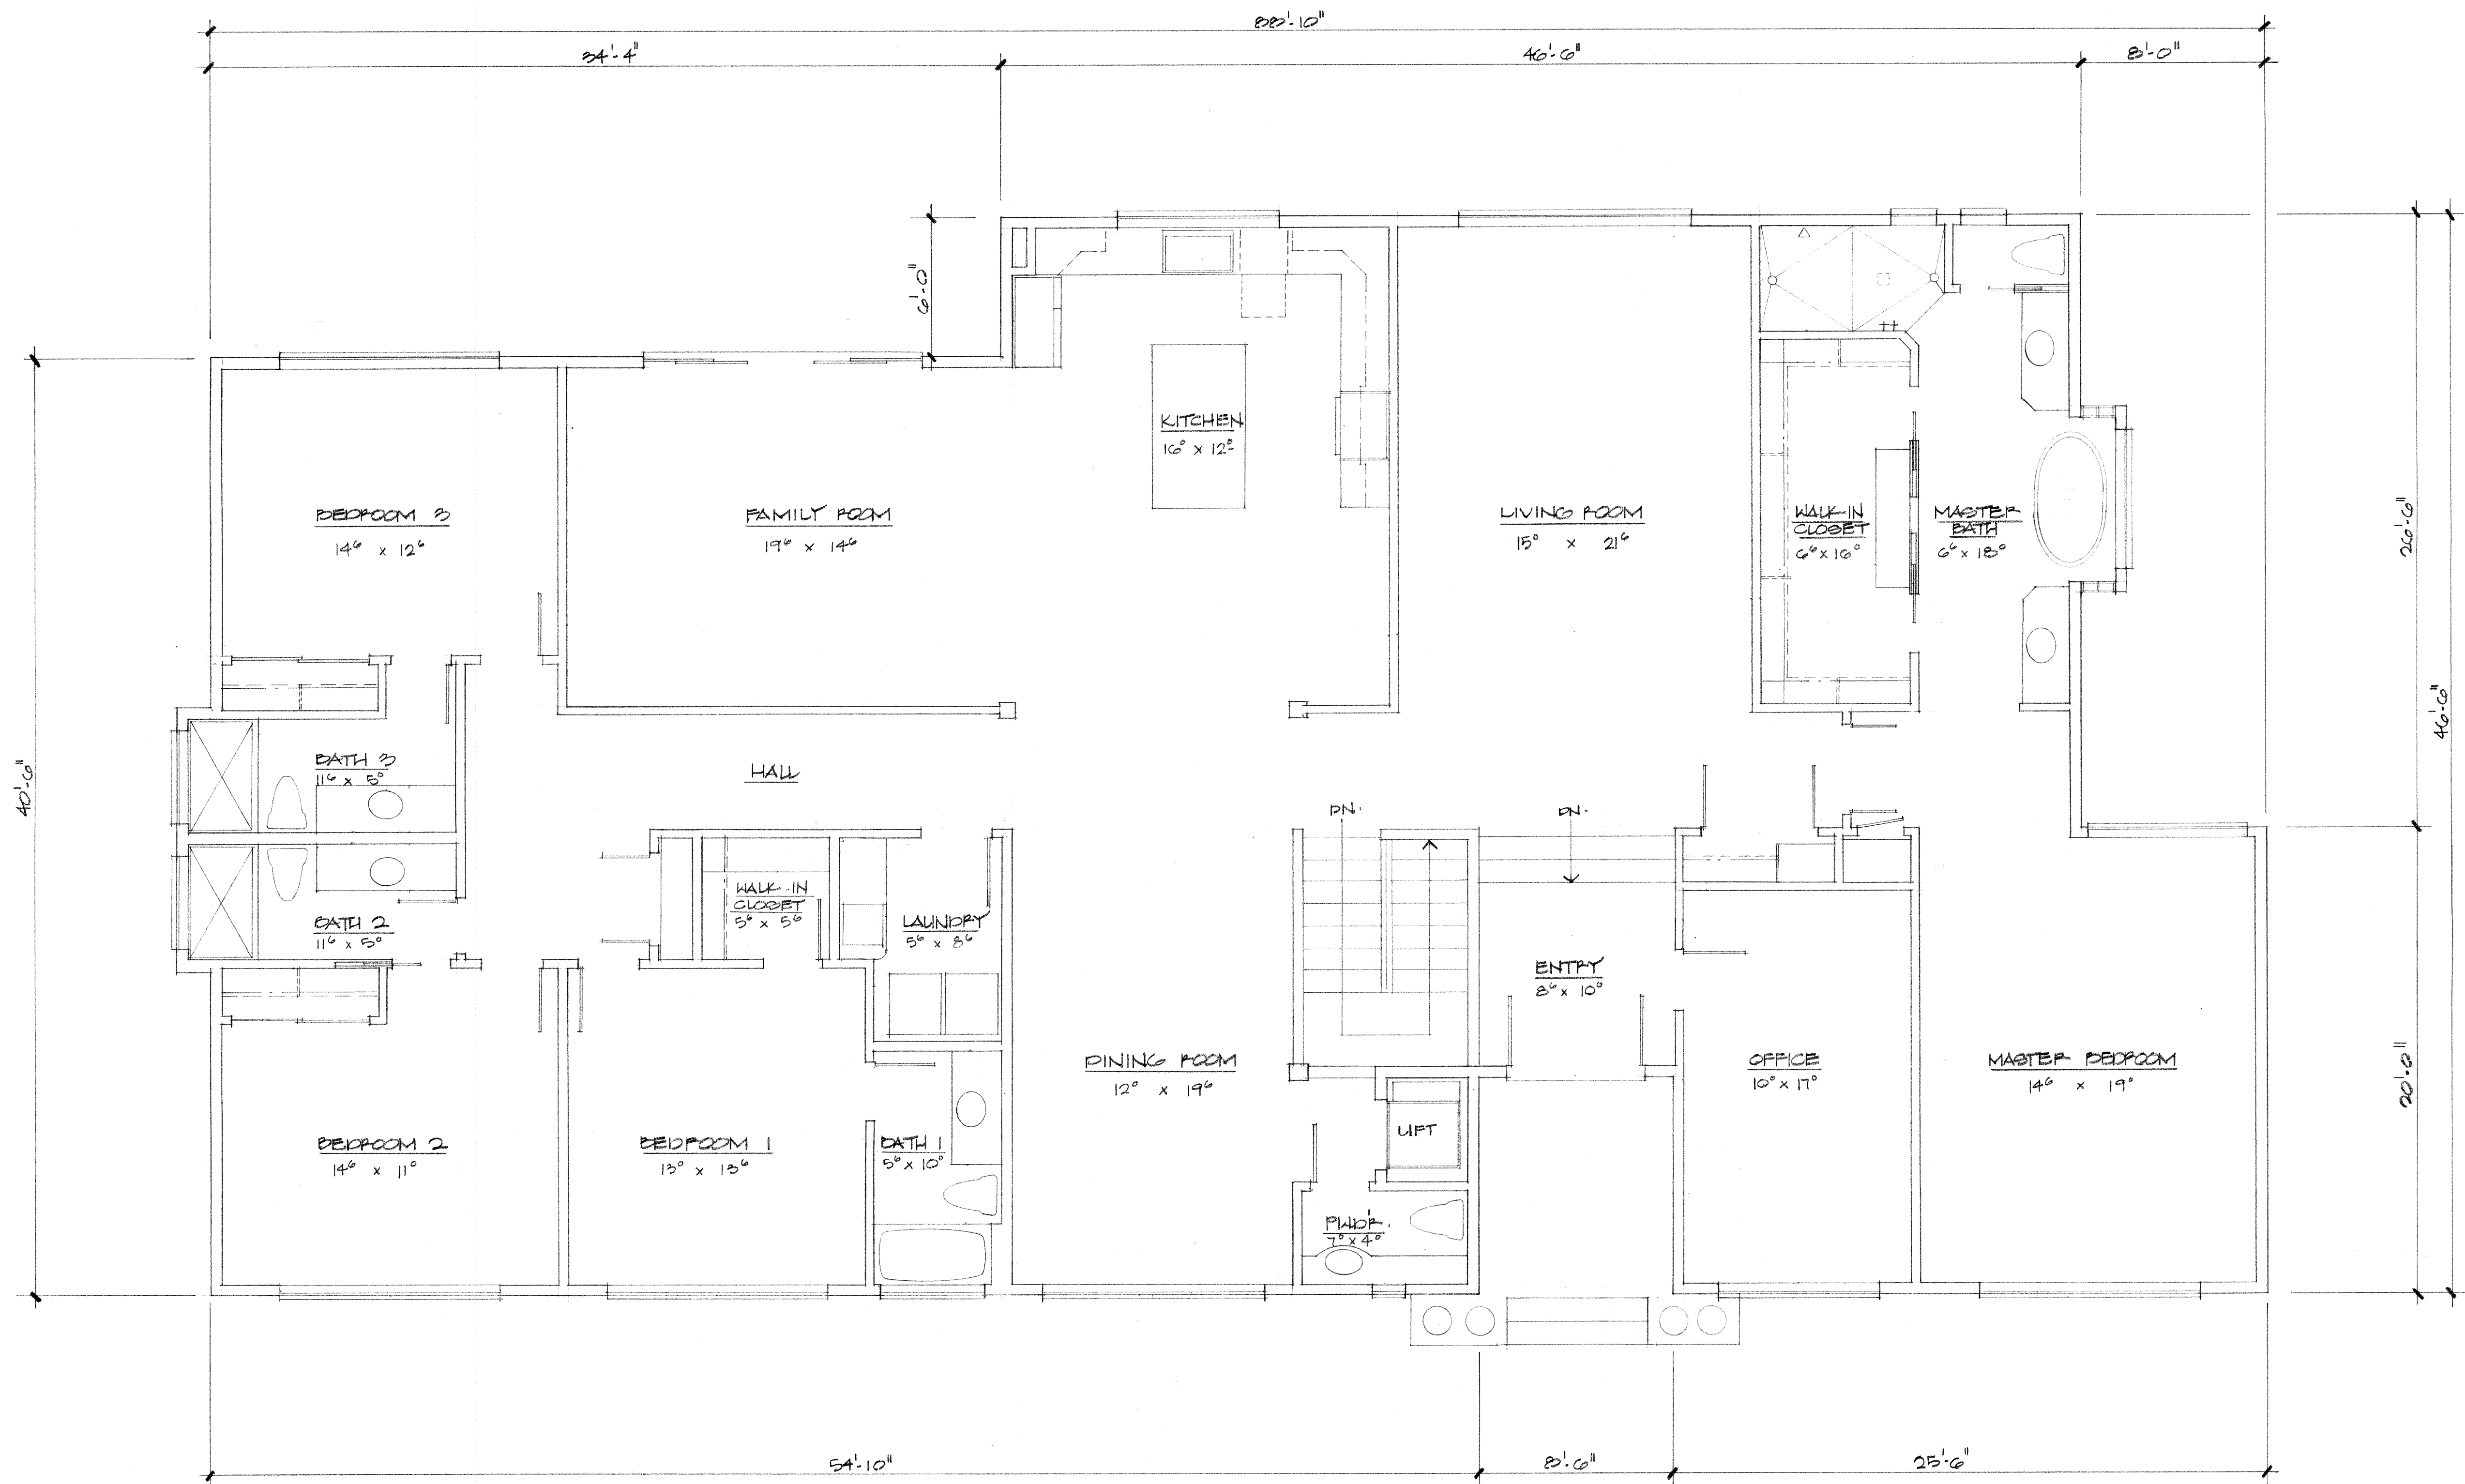 88'-10"
34'-4"
46'-6"
8'-0"
6'-0"
40'-6"
26'-6"
46'-6"
20'-0"
KITCHEN
16⁰ x 12⁰
BEDROOM 3
14⁶ x 12⁶
FAMILY ROOM
19⁶ x 14⁶
LIVING ROOM
15⁰ x 21⁶
WALK-IN
CLOSET
6⁶ x 16⁰
MASTER
BATH
6⁶ x 18⁰
BATH 3
11⁶ x 5⁰
HALL
DN.
DN.
BATH 2
11⁶ x 5⁰
WALK-IN
CLOSET
5⁶ x 5⁶
LAUNDRY
5⁶ x 8⁶
ENTRY
8⁶ x 10⁶
DINING ROOM
12⁰ x 19⁶
OFFICE
10⁰ x 17⁰
MASTER BEDROOM
14⁶ x 19⁰
BEDROOM 2
14⁶ x 11⁰
BEDROOM 1
13⁰ x 13⁶
BATH 1
5⁶ x 10⁰
LIFT
PWD'R.
7⁰ x 4⁰
54'-10"
8'-6"
25'-6"